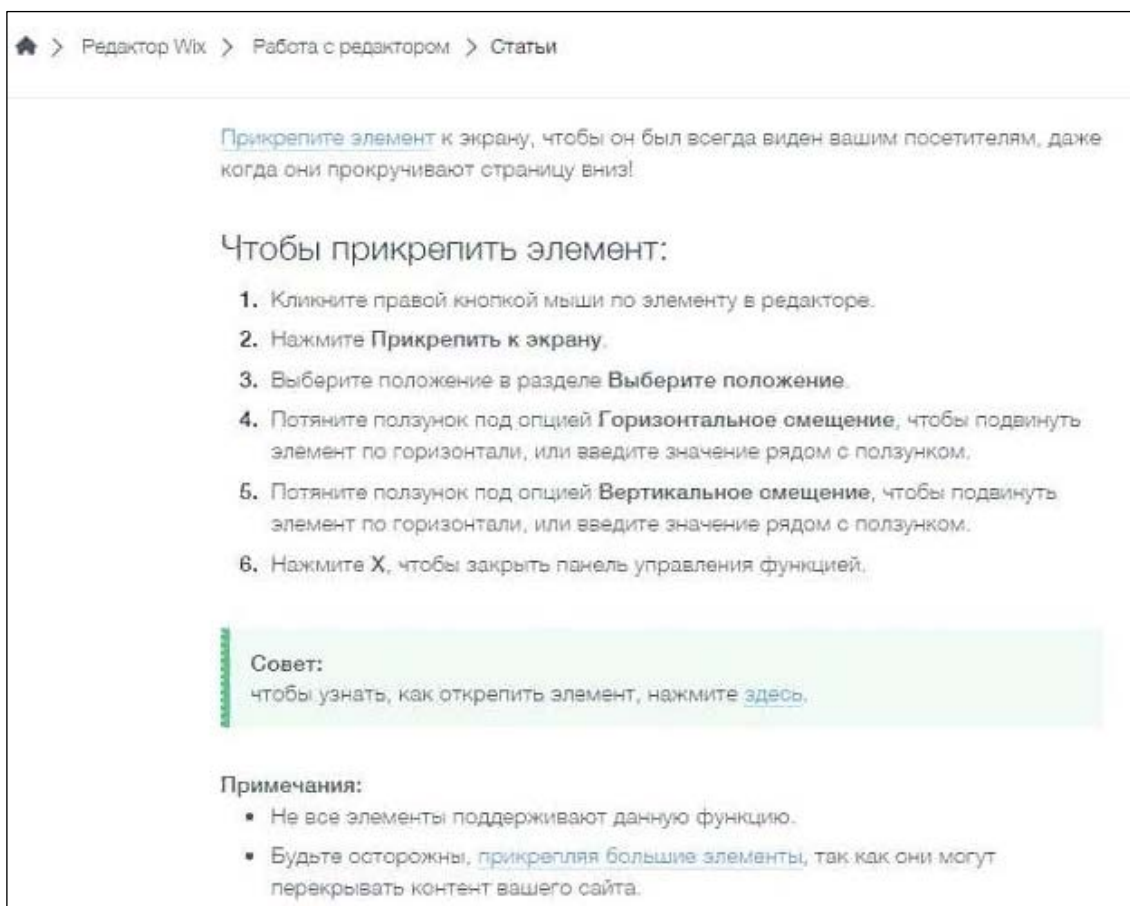 > Редактор Wix > Работа с редактором > Статьи
Прикрепите элемент к экрану, чтобы он был всегда виден вашим посетителям, даже
когда они прокручивают страницу вниз!
Чтобы прикрепить элемент:
1. Кликните правой кнопкой мыши по элементу в редакторе.
2. Нажмите Прикрепить к экрану.
3. Выберите положение в разделе Выберите положение.
4. Потяните ползунок под опцией Горизонтальное смещение, чтобы подвинуть
элемент по горизонтали, или введите значение рядом с ползунком.
5. Потяните ползунок под опцией Вертикальное смещение, чтобы подвинуть
элемент по горизонтали, или введите значение рядом с ползунком.
6. Нажмите X, чтобы закрыть панель управления функцией.
Совет:
чтобы узнать, как открепить элемент, нажмите здесь.
Примечания:
• Не все элементы поддерживают данную функцию.
• Будьте осторожны, прикрепляя большие элементы, так как они могут
перекрывать контент вашего сайта.